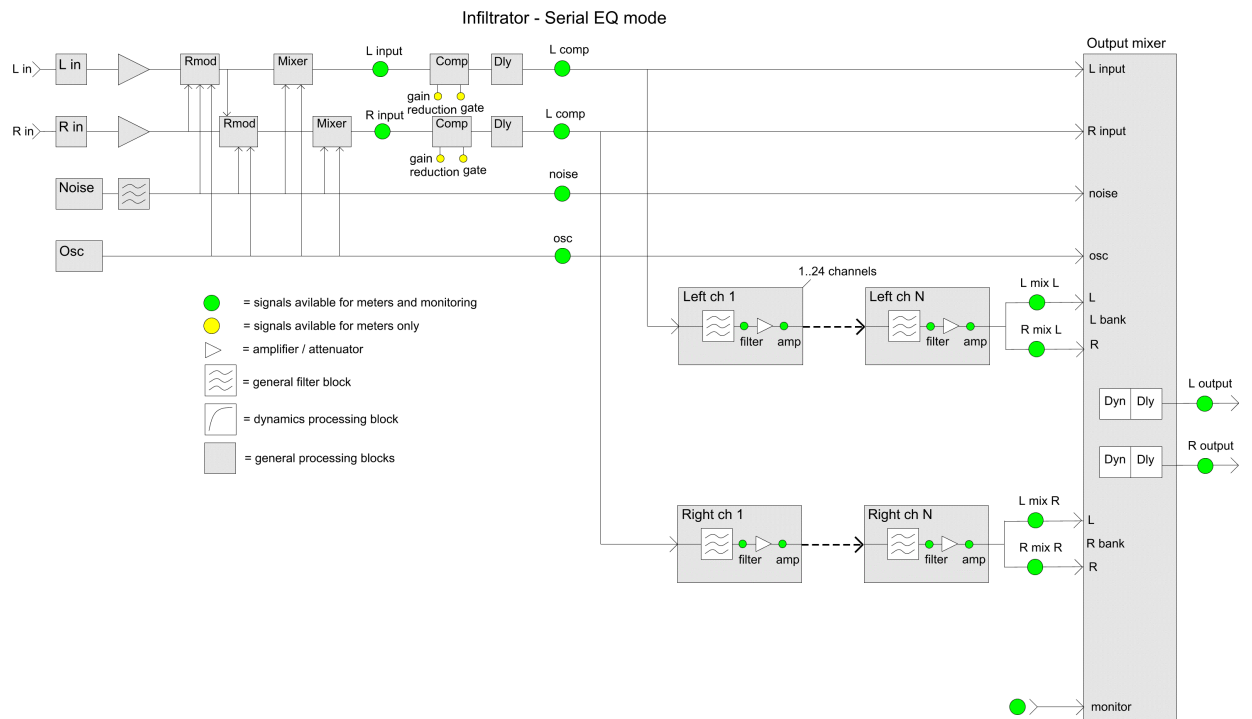 Infiltrator - Serial EQ mode
Output mixer
L in
L in
Rmod
Mixer
L input
Comp
Dly
L comp
L input
gain
reduction
gate
R in
R in
Rmod
Mixer
R input
Comp
Dly
L comp
R input
gain
reduction
gate
Noise
noise
noise
Osc
osc
osc
1..24 channels
= signals avilable for meters and monitoring
= signals avilable for meters only
= amplifier / attenuator
= general filter block
= dynamics processing block
= general processing blocks
Left ch 1
filter
amp
Left ch N
filter
amp
L mix L
L
L bank
R mix L
R
Dyn
Dly
L output
Dyn
Dly
R output
Right ch 1
filter
amp
Right ch N
filter
amp
L mix R
L
R bank
R mix R
R
monitor